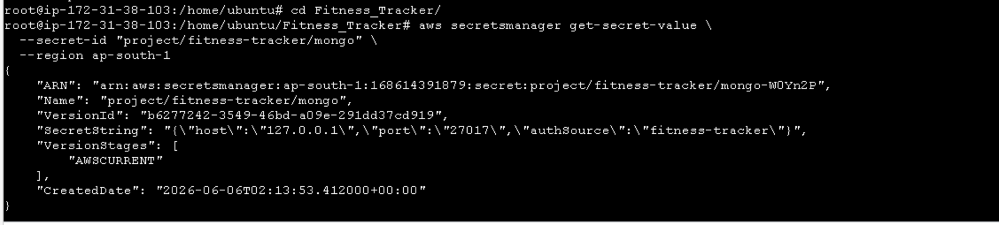 root@ip-172-31-38-103:/home/ubuntu# cd Fitness_Tracker/
root@ip-172-31-38-103:/home/ubuntu/Fitness_Tracker# aws secretsmanager get-secret-value \
  --secret-id "project/fitness-tracker/mongo" \
  --region ap-south-1
{
    "ARN": "arn:aws:secretsmanager:ap-south-1:168614391879:secret:project/fitness-tracker/mongo-W0Yn2P",
    "Name": "project/fitness-tracker/mongo",
    "VersionId": "b6277242-3549-46bd-a09e-291dd37cd919",
    "SecretString": "{\"host\":\"127.0.0.1\",\"port\":\"27017\",\"authSource\":\"fitness-tracker\"}",
    "VersionStages": [
        "AWSCURRENT"
    ],
    "CreatedDate": "2026-06-06T02:13:53.412000+00:00"
}